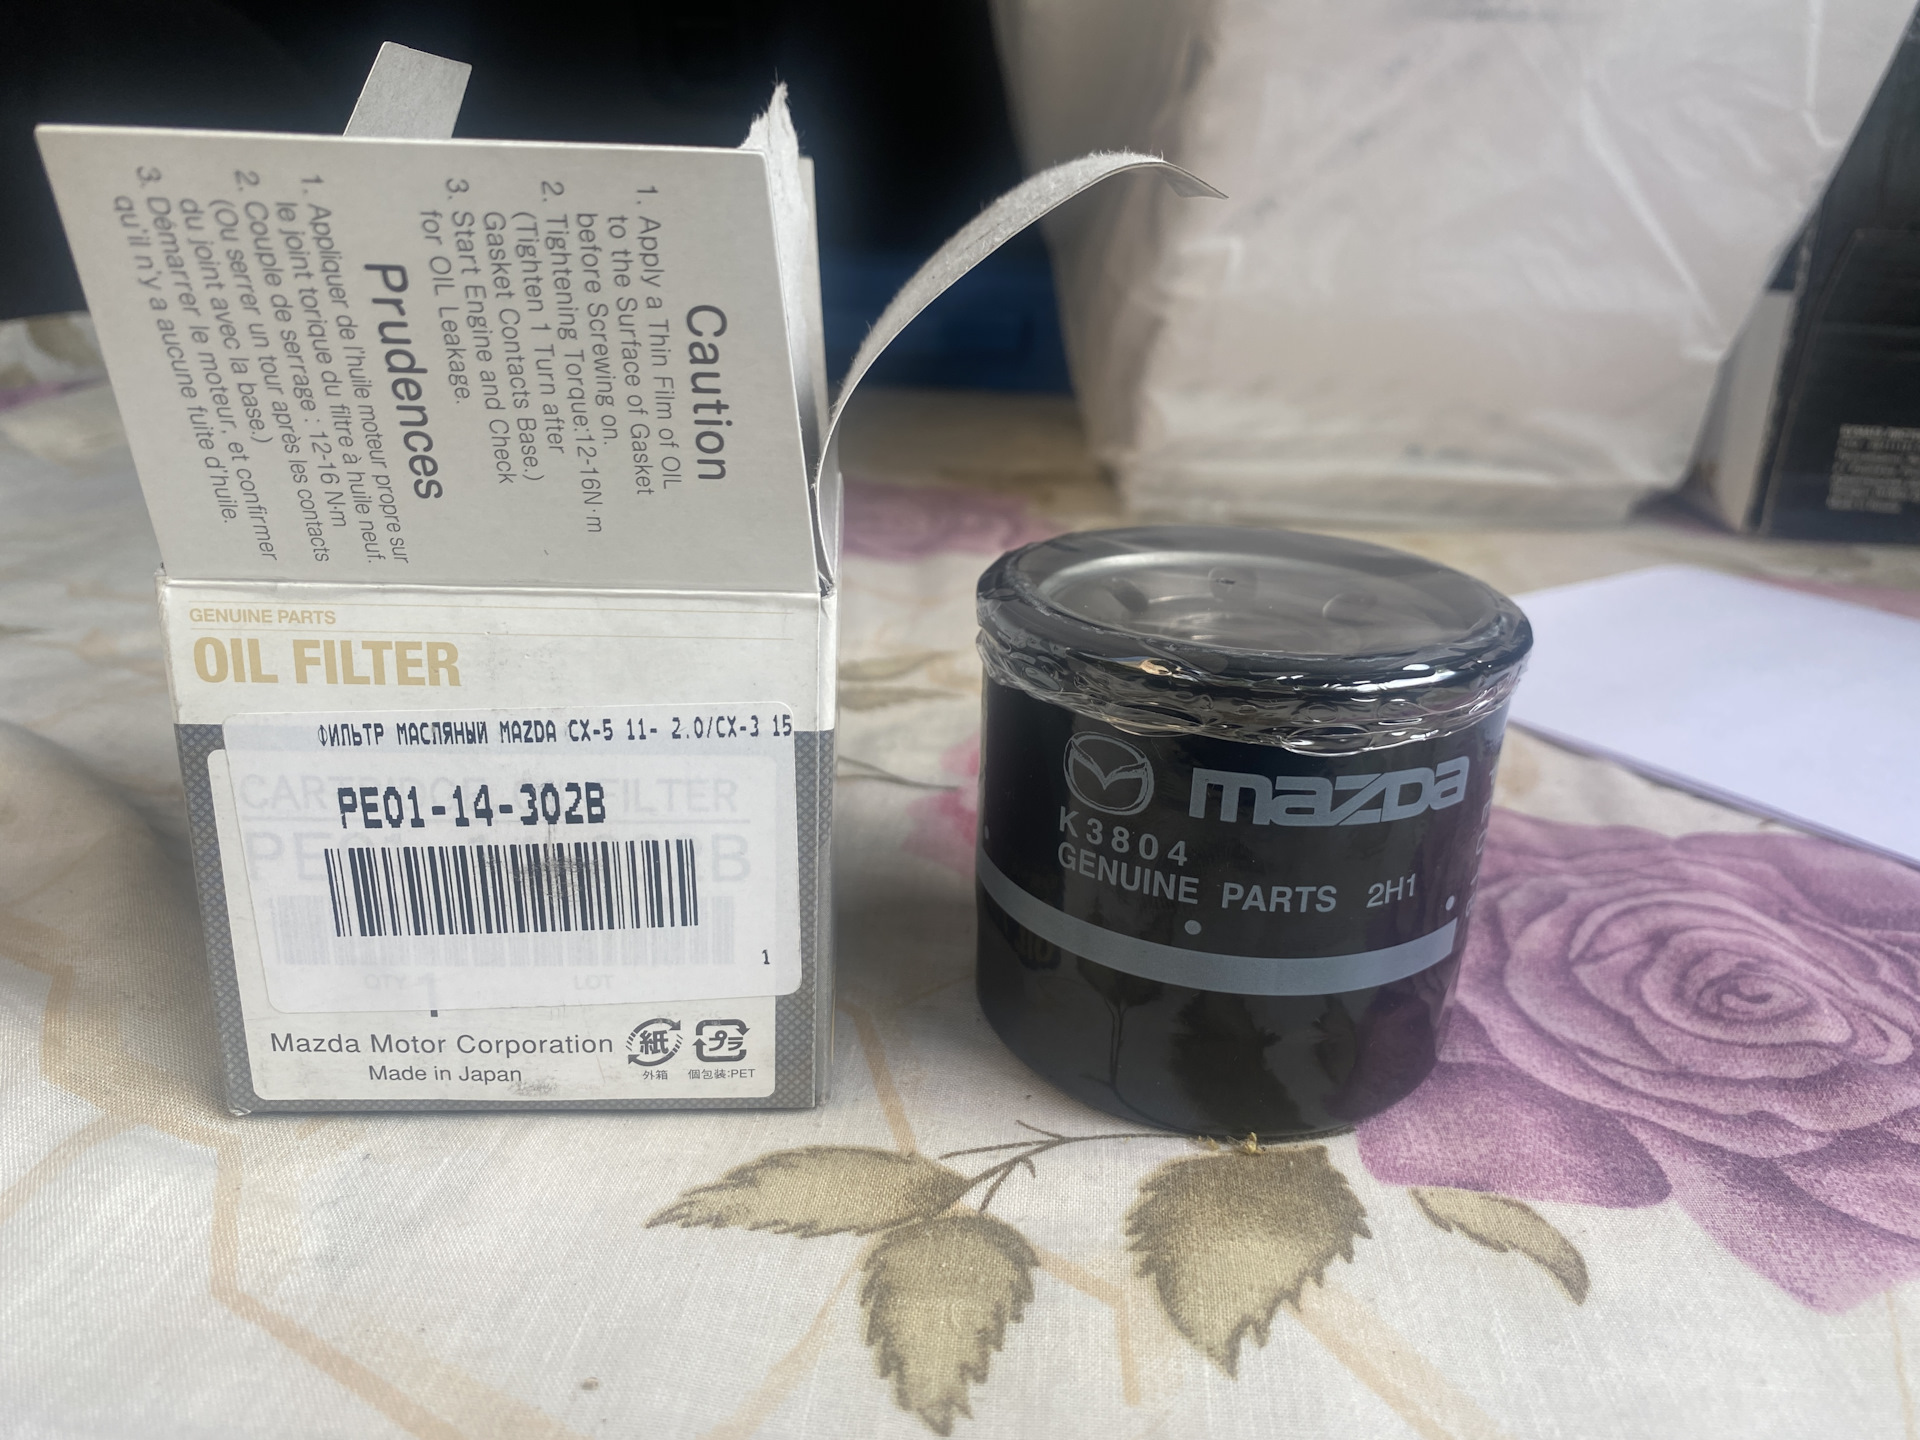 Caution
1. Apply a Thin Film of OIL
to the Surface of Gasket
before Screwing on.
2. Tightening Torque:12-16N·m
(Tighten 1 Turn after
Gasket Contacts Base.)
3. Start Engine and Check
for OIL Leakage.
Prudences
1. Appliquer de l'huile moteur propre sur
le joint torique du filtre à huile neuf.
2. Couple de serrage : 12-16 N·m
(Ou serrer un tour après les contacts
du joint avec la base.)
3. Démarrer le moteur, et confirmer
qu'il n'y a aucune fuite d'huile.
GENUINE PARTS
OIL FILTER
ФИЛЬТР МАСЛЯНЫЙ MAZDA CX-5 11- 2.0/CX-3 15
PE01-14-302B
1
QTY 1 LOT
Mazda Motor Corporation
Made in Japan
紙
外箱
プラ
個包装:PET
mazda
K3804
GENUINE PARTS 2H1